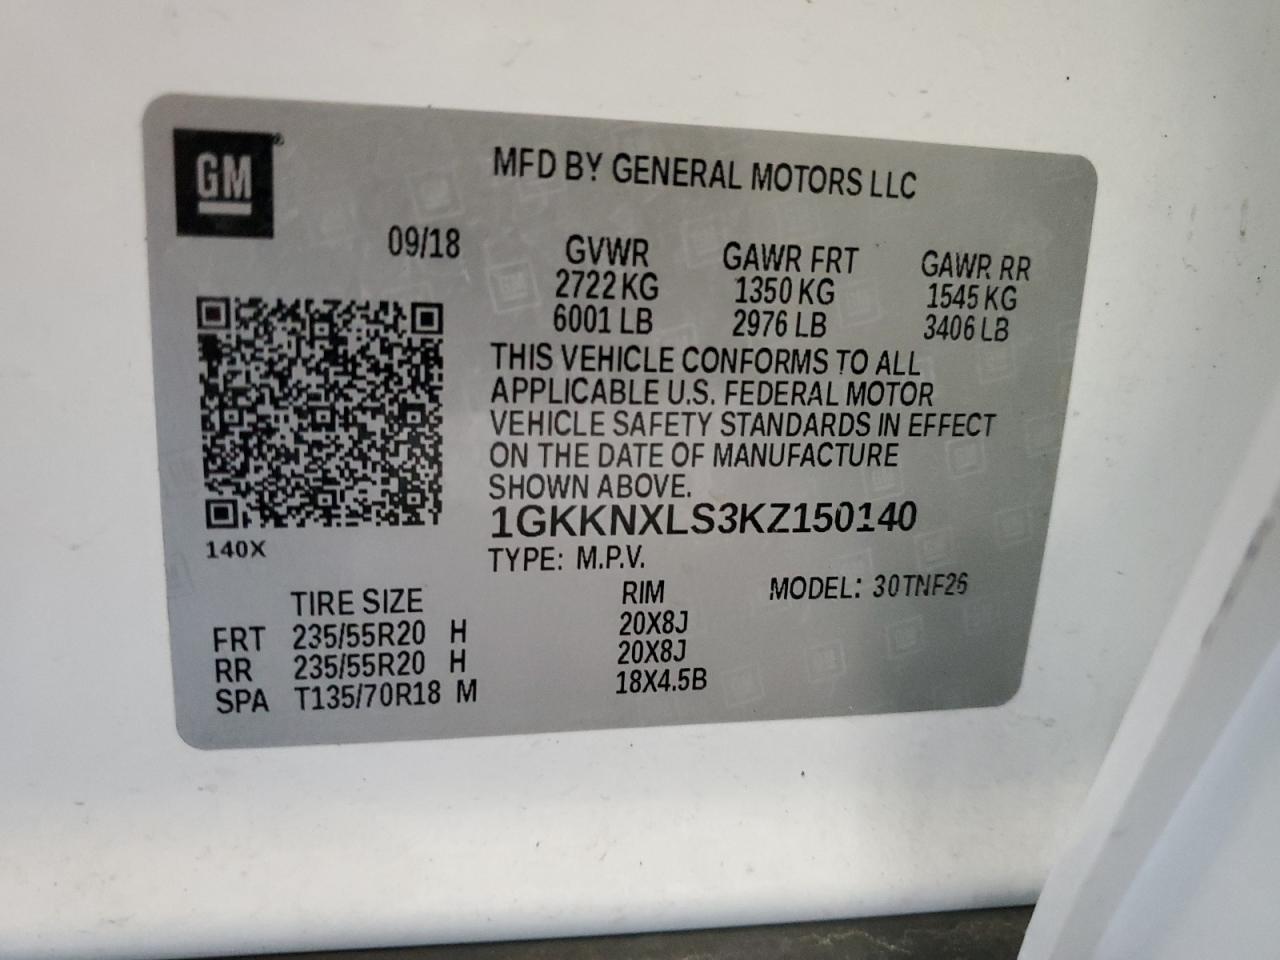 GM
MFD BY GENERAL MOTORS LLC
09/18
GVWR GAWR FRT GAWR RR
2722 KG 1350 KG 1545 KG
6001 LB 2976 LB 3406 LB
THIS VEHICLE CONFORMS TO ALL
APPLICABLE U.S. FEDERAL MOTOR
VEHICLE SAFETY STANDARDS IN EFFECT
ON THE DATE OF MANUFACTURE
SHOWN ABOVE.
1GKKNXLS3KZ150140
140X
TYPE: M.P.V.
TIRE SIZE RIM MODEL: 30TNF26
FRT 235/55R20 H 20X8J
RR 235/55R20 H 20X8J
SPA T135/70R18 M 18X4.5B